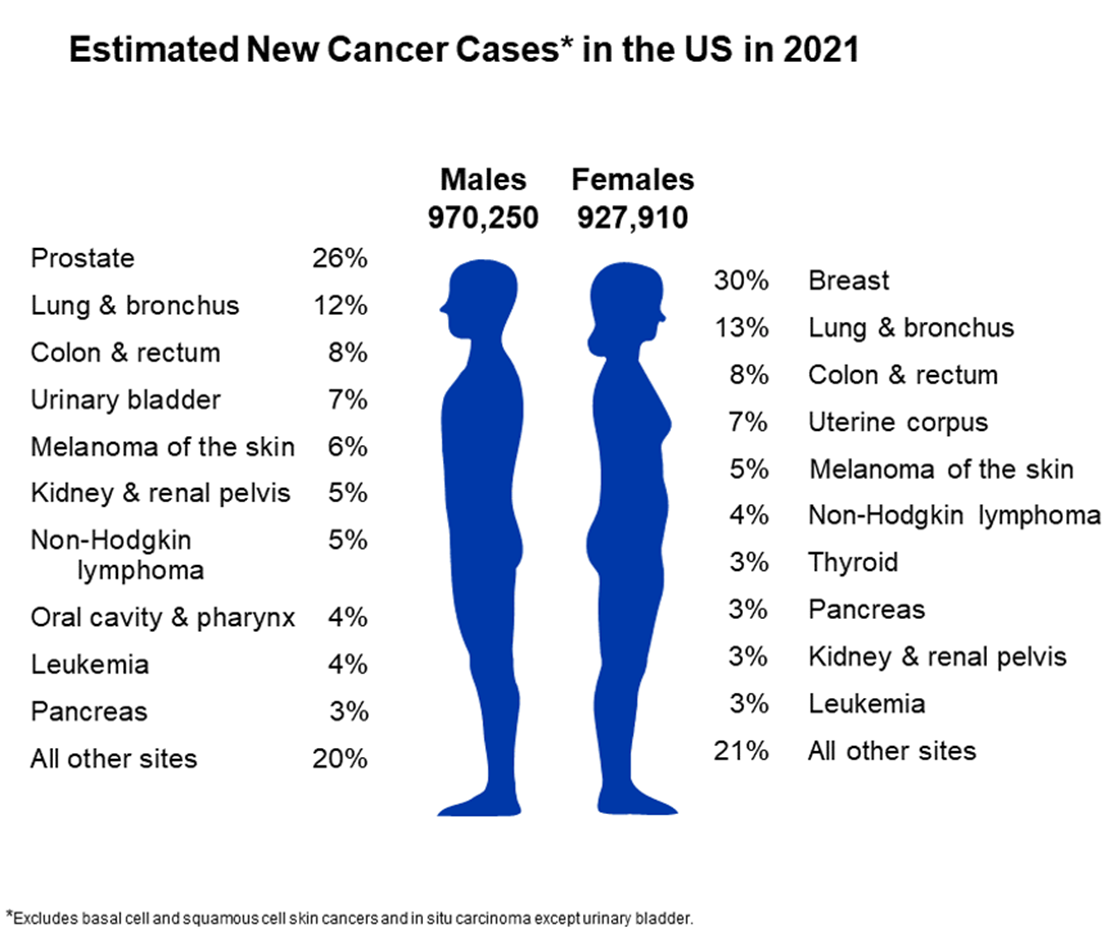 Estimated New Cancer Cases* in the US in 2021
Males Females
970,250 927,910
Prostate 26%
Lung & bronchus 12%
Colon & rectum 8%
Urinary bladder 7%
Melanoma of the skin 6%
Kidney & renal pelvis 5%
Non-Hodgkin 5%
lymphoma
Oral cavity & pharynx 4%
Leukemia 4%
Pancreas 3%
All other sites 20%
30% Breast
13% Lung & bronchus
8% Colon & rectum
7% Uterine corpus
5% Melanoma of the skin
4% Non-Hodgkin lymphoma
3% Thyroid
3% Pancreas
3% Kidney & renal pelvis
3% Leukemia
21% All other sites
*Excludes basal cell and squamous cell skin cancers and in situ carcinoma except urinary bladder.